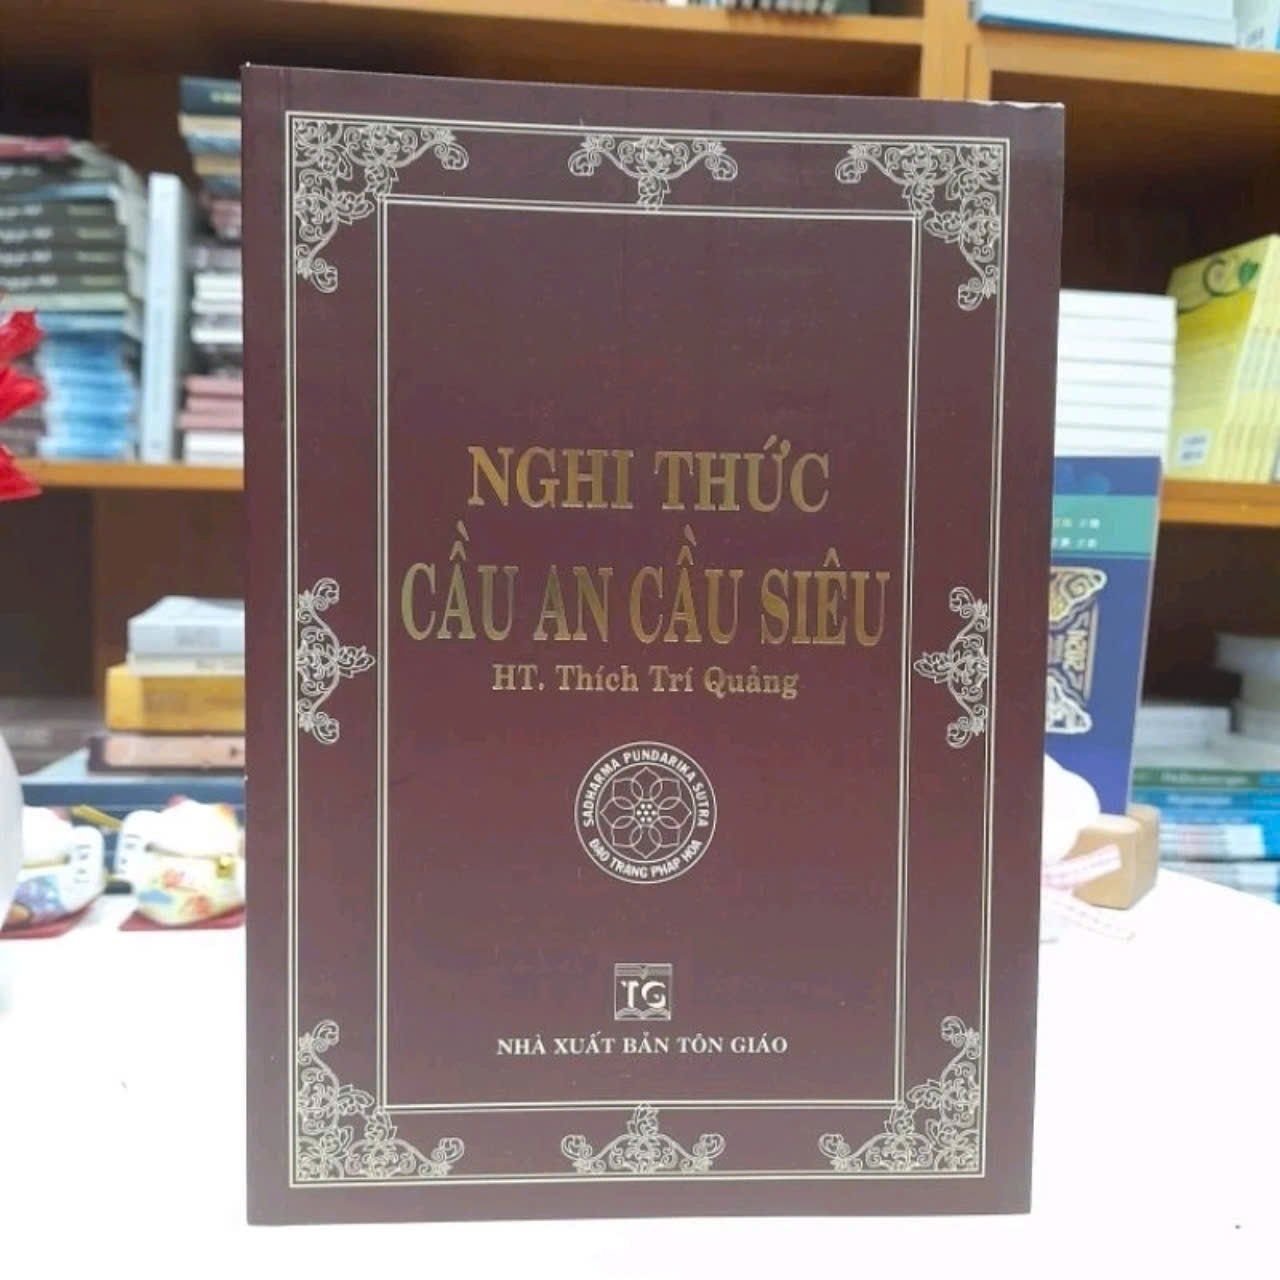 NGHI THỨC
CẦU AN CẦU SIÊU
HT. Thích Trí Quảng
SADHARMA PUNDARIKA SUTRA
ĐẠO TRÀNG PHÁP HOA
TG
NHÀ XUẤT BẢN TÔN GIÁO